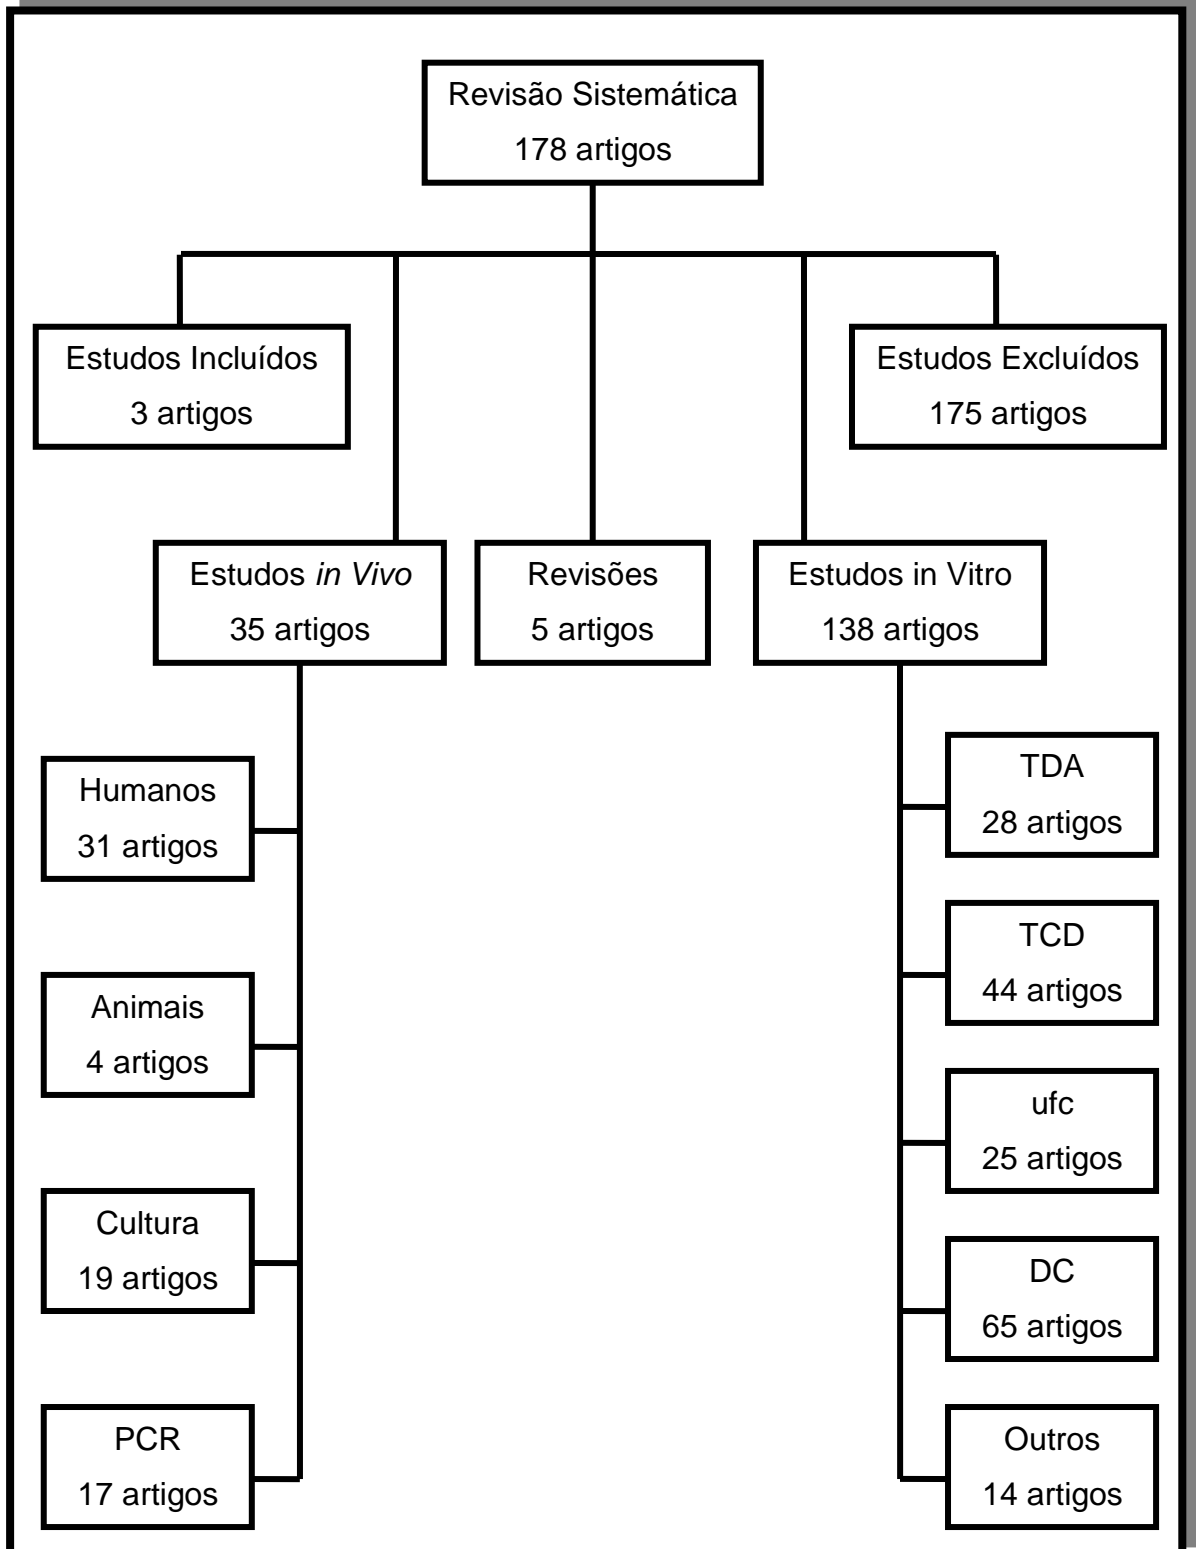 Revisão Sistemática
178 artigos
Estudos Incluídos
3 artigos
Estudos Excluídos
175 artigos
Estudos in Vivo
35 artigos
Revisões
5 artigos
Estudos in Vitro
138 artigos
Humanos
31 artigos
Animais
4 artigos
Cultura
19 artigos
PCR
17 artigos
TDA
28 artigos
TCD
44 artigos
ufc
25 artigos
DC
65 artigos
Outros
14 artigos